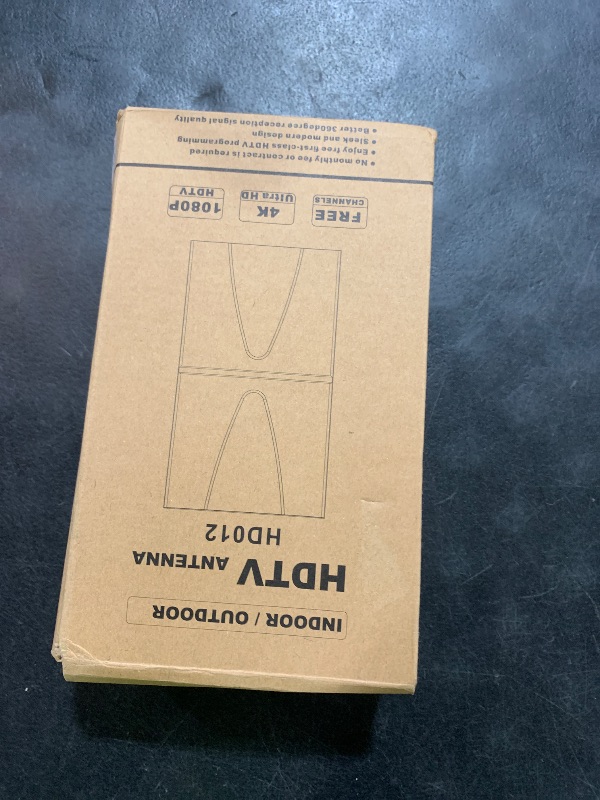 INDOOR / OUTDOOR
HDTV ANTENNA
HD012
FREE CHANNELS
4K Ultra HD
1080P HDTV
• No monthly fee or contract is required
• Enjoy free first-class HDTV programming
• Sleek and modern design
• Better 360degree reception signal quality